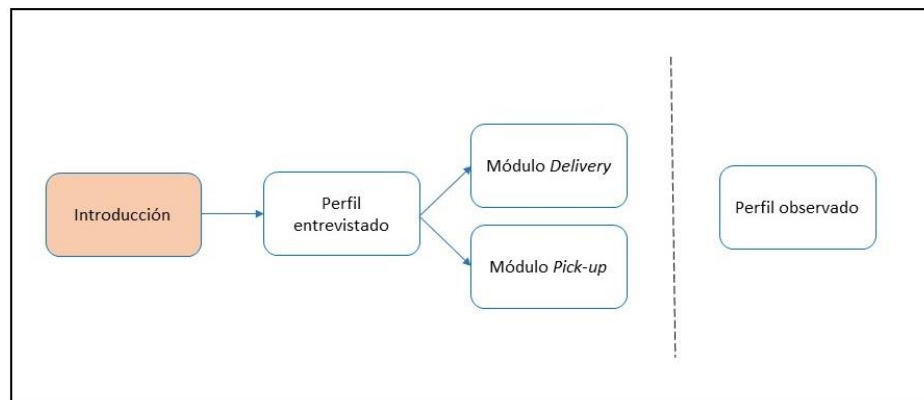 Introducción
Perfil
entrevistado
Módulo Delivery
Módulo Pick-up
Perfil observado